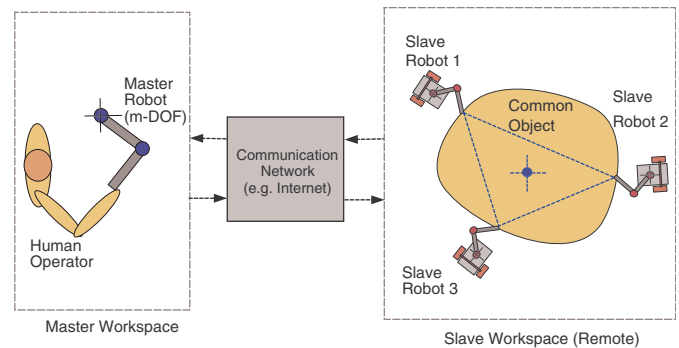 Master
Robot
(m-DOF)
Human
Operator
Master Workspace
Communication
Network
(e.g. Internet)
Slave
Robot 1
Common
Object
Slave
Robot 2
Slave
Robot 3
Slave Workspace (Remote)